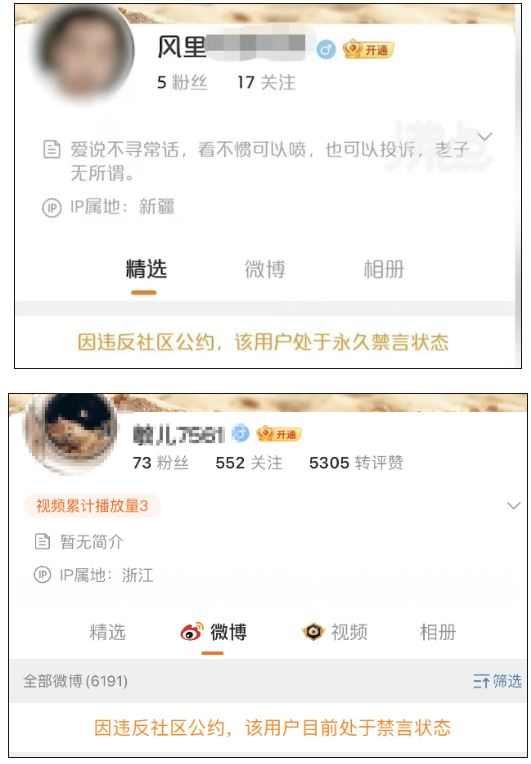 风里
开通
5 粉丝 17 关注
爱说不寻常话，看不惯可以喷，也可以投诉，老子
无所谓。
IP IP属地：新疆
精选 微博 相册
因违反社区公约，该用户处于永久禁言状态
敏儿7561
开通
73 粉丝 552 关注 5305 转评赞
视频累计播放量3
暂无简介
IP IP属地：浙江
精选 微博 视频 相册
全部微博(6191) 筛选
因违反社区公约，该用户目前处于禁言状态